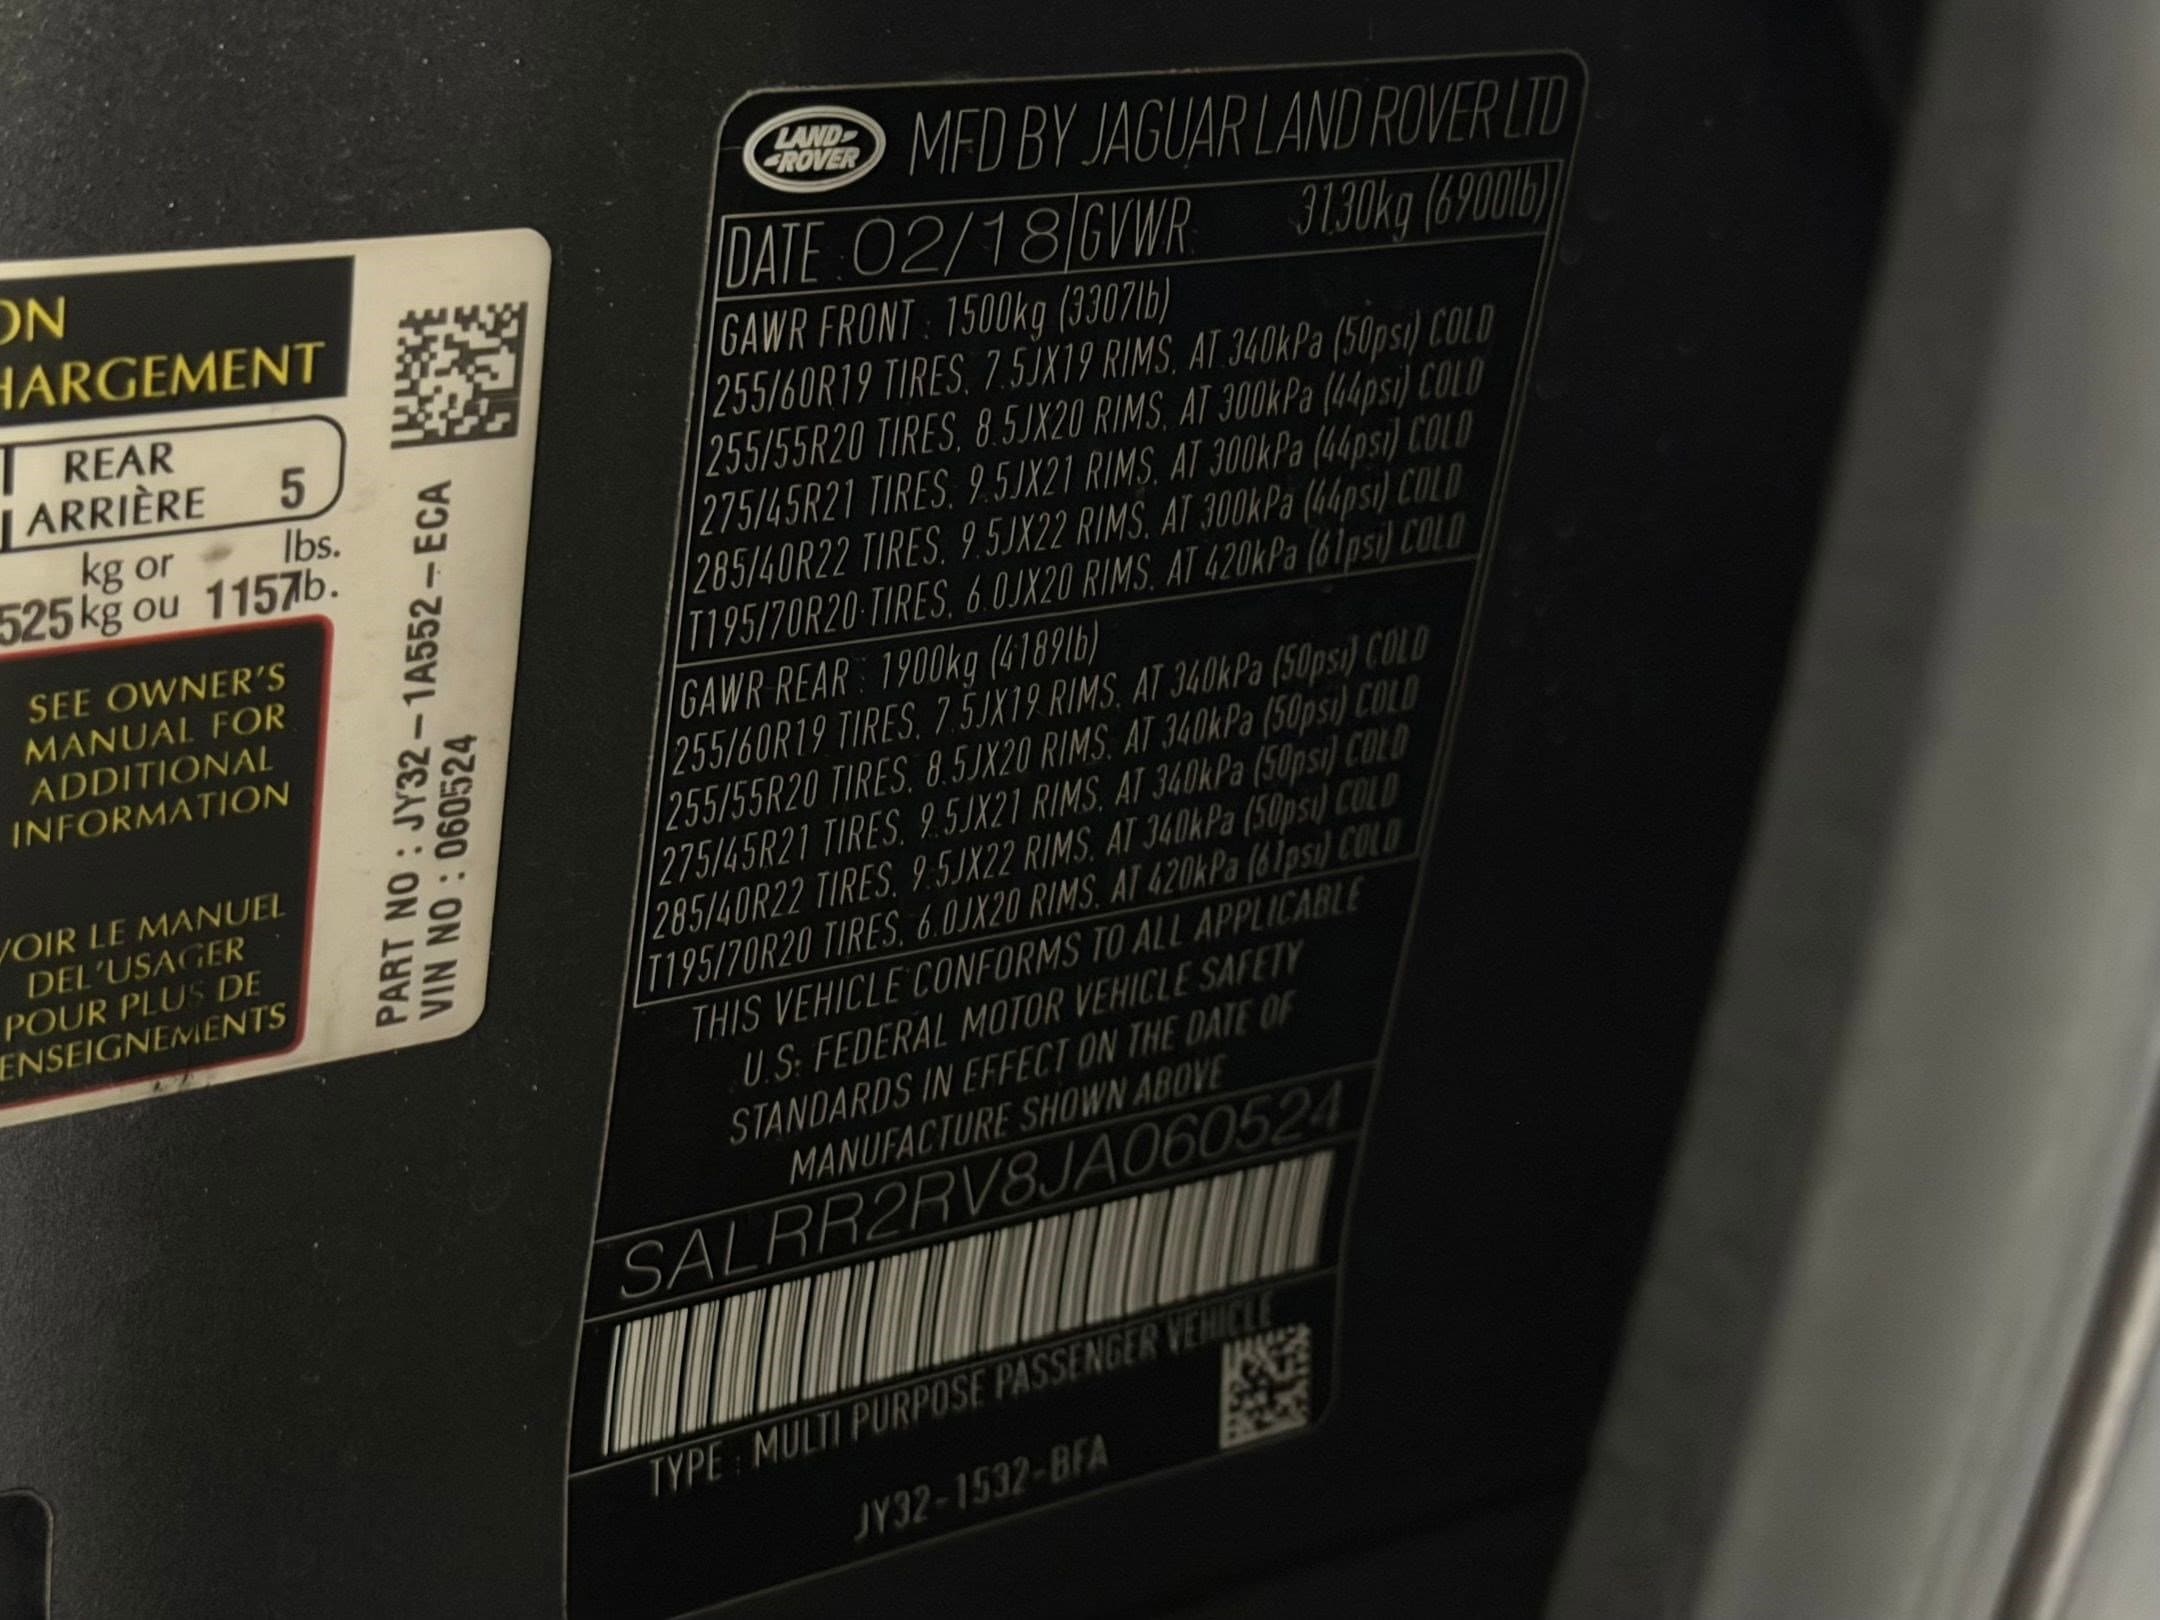 ON
HARGEMENT
REAR
ARRIÈRE 5
kg or lbs.
525 kg ou 1157lb.
SEE OWNER'S
MANUAL FOR
ADDITIONAL
INFORMATION
VOIR LE MANUEL
DEL'USAGER
POUR PLUS DE
ENSEIGNEMENTS
PART NO : JY32-1A552-ECA
VIN NO : 060524
LAND-
-ROVER
MFD BY JAGUAR LAND ROVER LTD
DATE : 02/18 GVWR: 3130kg (6900lb)
GAWR FRONT : 1500kg (3307lb)
255/60R19 TIRES, 7.5JX19 RIMS, AT 340kPa (50psi) COLD
255/55R20 TIRES, 8.5JX20 RIMS, AT 300kPa (44psi) COLD
275/45R21 TIRES, 9.5JX21 RIMS, AT 300kPa (44psi) COLD
285/40R22 TIRES, 9.5JX22 RIMS, AT 300kPa (44psi) COLD
T195/70R20 TIRES, 6.0JX20 RIMS, AT 420kPa (61psi) COLD
GAWR REAR : 1900kg (4189lb)
255/60R19 TIRES, 7.5JX19 RIMS, AT 340kPa (50psi) COLD
255/55R20 TIRES, 8.5JX20 RIMS, AT 340kPa (50psi) COLD
275/45R21 TIRES, 9.5JX21 RIMS, AT 340kPa (50psi) COLD
285/40R22 TIRES, 9.5JX22 RIMS, AT 340kPa (50psi) COLD
T195/70R20 TIRES, 6.0JX20 RIMS, AT 420kPa (61psi) COLD
THIS VEHICLE CONFORMS TO ALL APPLICABLE
U.S. FEDERAL MOTOR VEHICLE SAFETY
STANDARDS IN EFFECT ON THE DATE OF
MANUFACTURE SHOWN ABOVE
SALRR2RV8JA060524
TYPE : MULTI PURPOSE PASSENGER VEHICLE
JY32-1532-BFA